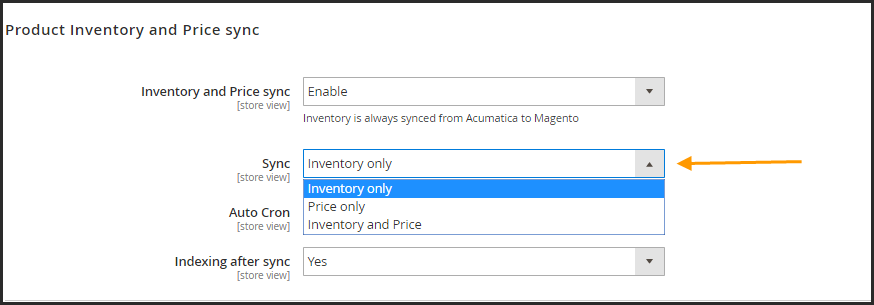 Product Inventory and Price sync
Inventory and Price sync
[store view]
Enable
Inventory is always synced from Acumatica to Magento
Sync
[store view]
Inventory only
Inventory only
Price only
Inventory and Price
Auto Cron
[store view]
Indexing after sync
[store view]
Yes